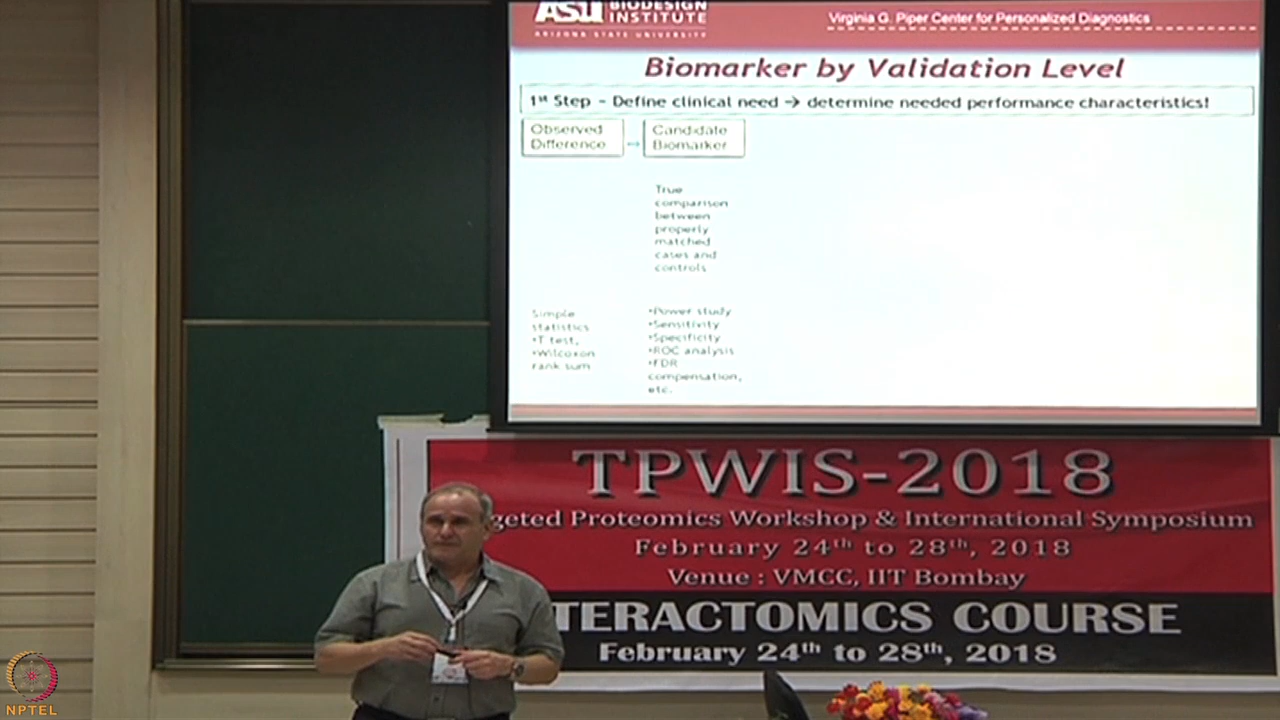 ASU BIODESIGN
INSTITUTE
ARIZONA STATE UNIVERSITY
Virginia G. Piper Center for Personalized Diagnostics
Biomarker by Validation Level
1st Step – Define clinical need → determine needed performance characteristics!
Observed
Difference
Candidate
Biomarker
True
comparison
between
properly
matched
cases and
controls
Simple
statistics
•T test,
•Wilcoxon
rank sum
•Power study
•Sensitivity
•Specificity
•ROC analysis
•FDR
compensation,
etc.
TPWIS-2018
geted Proteomics Workshop & International Symposium
February 24th to 28th, 2018
Venue : VMCC, IIT Bombay
TERACTOMICS COURSE
February 24th to 28th, 2018
NPTEL